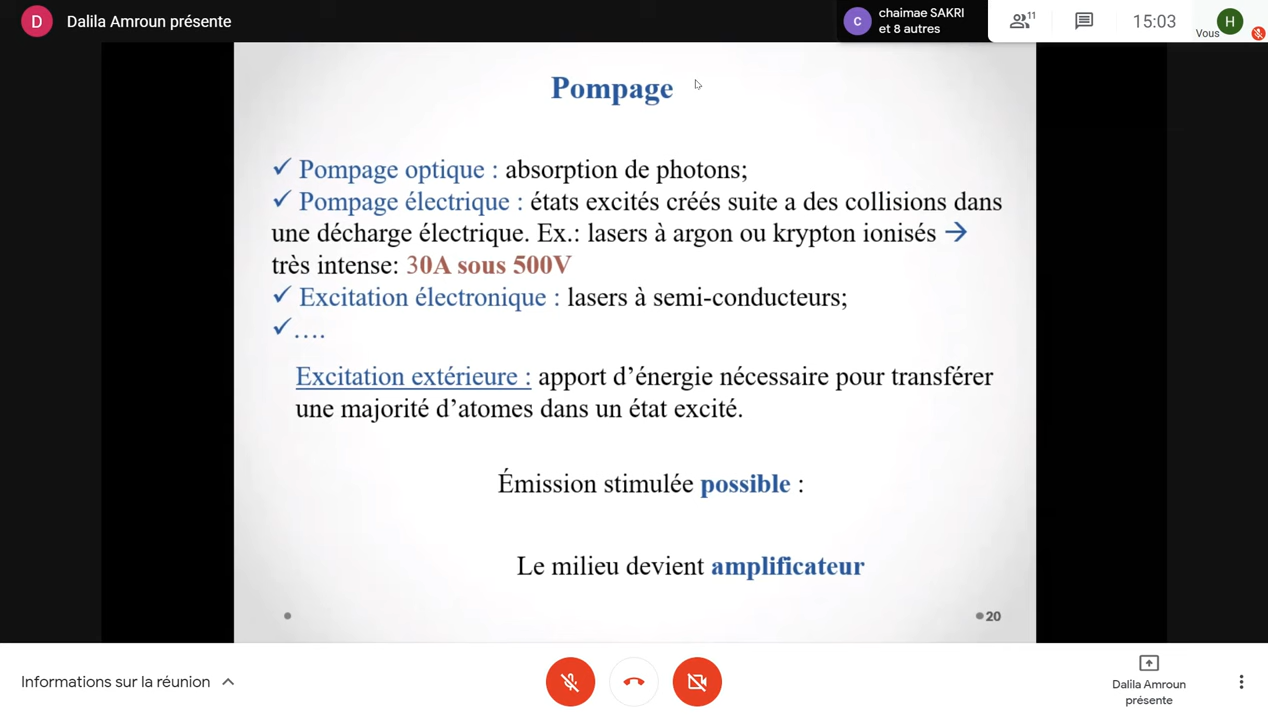 D Dalila Amroun présente
C chaimae SAKRI
et 8 autres
11
15:03
Vous
H
Pompage
✓ Pompage optique : absorption de photons;
✓ Pompage électrique : états excités créés suite a des collisions dans
une décharge électrique. Ex.: lasers à argon ou krypton ionisés →
très intense: 30A sous 500V
✓ Excitation électronique : lasers à semi-conducteurs;
✓ ….
Excitation extérieure : apport d’énergie nécessaire pour transférer
une majorité d’atomes dans un état excité.
Émission stimulée possible :
Le milieu devient amplificateur
20
Informations sur la réunion
Dalila Amroun
présente